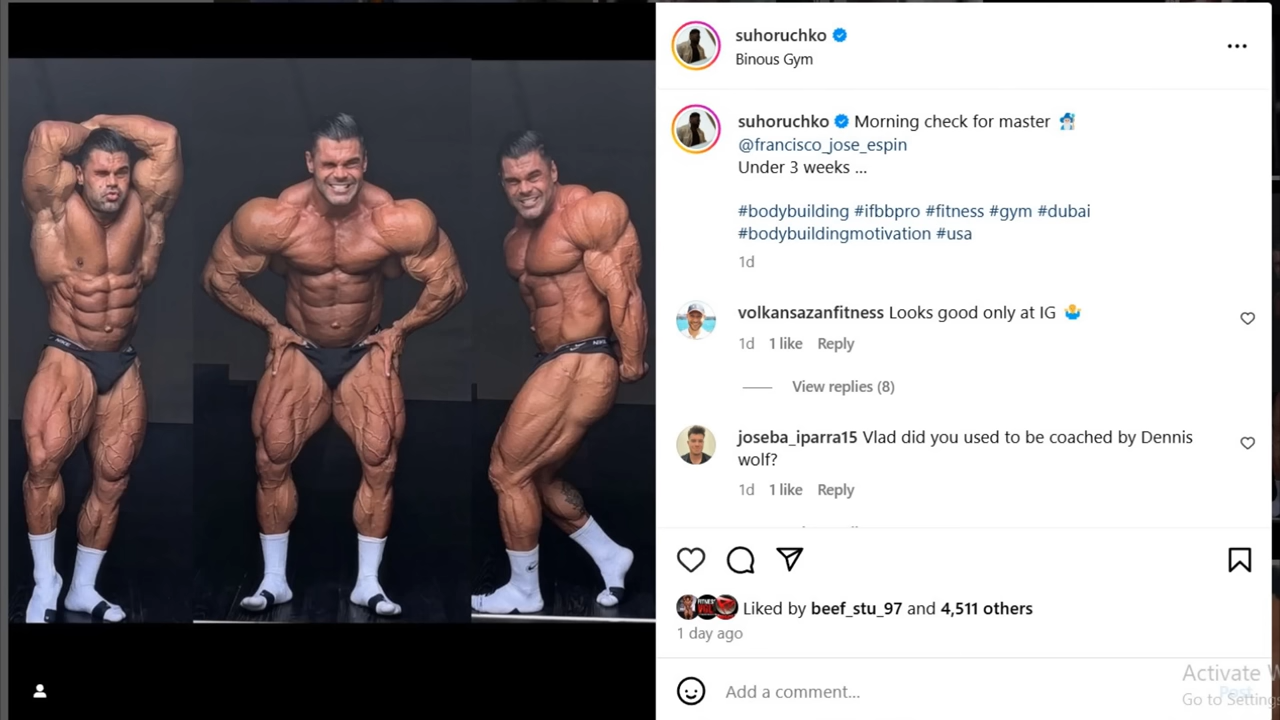 suhoruchko
Binous Gym
suhoruchko Morning check for master
@francisco_jose_espin
Under 3 weeks ...
#bodybuilding #ifbbpro #fitness #gym #dubai
#bodybuildingmotivation #usa
1d
volkansazanfitness Looks good only at IG
1d 1 like Reply
View replies (8)
joseba_iparra15 Vlad did you used to be coached by Dennis
wolf?
1d 1 like Reply
Liked by beef_stu_97 and 4,511 others
1 day ago
Add a comment...
Post
Activate W
Go to Setting
NIKE